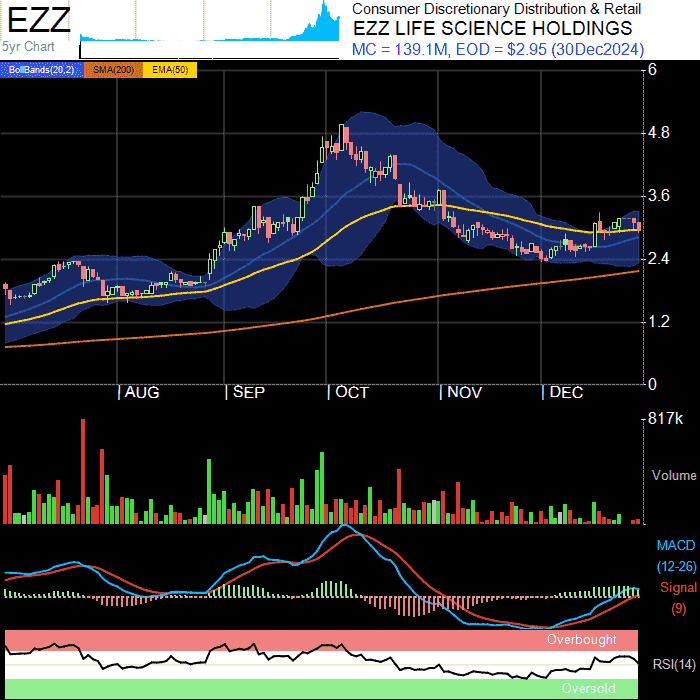 EZZ
5yr Chart
Consumer Discretionary Distribution & Retail
EZZ LIFE SCIENCE HOLDINGS
MC = 139.1M, EOD = $2.95 (30Dec2024)
BollBands(20,2) SMA(200) EMA(50)
6
4.8
3.6
2.4
1.2
0
AUG SEP OCT NOV DEC
817k
Volume
MACD
(12-26)
Signal
(9)
Overbought
RSI(14)
Oversold